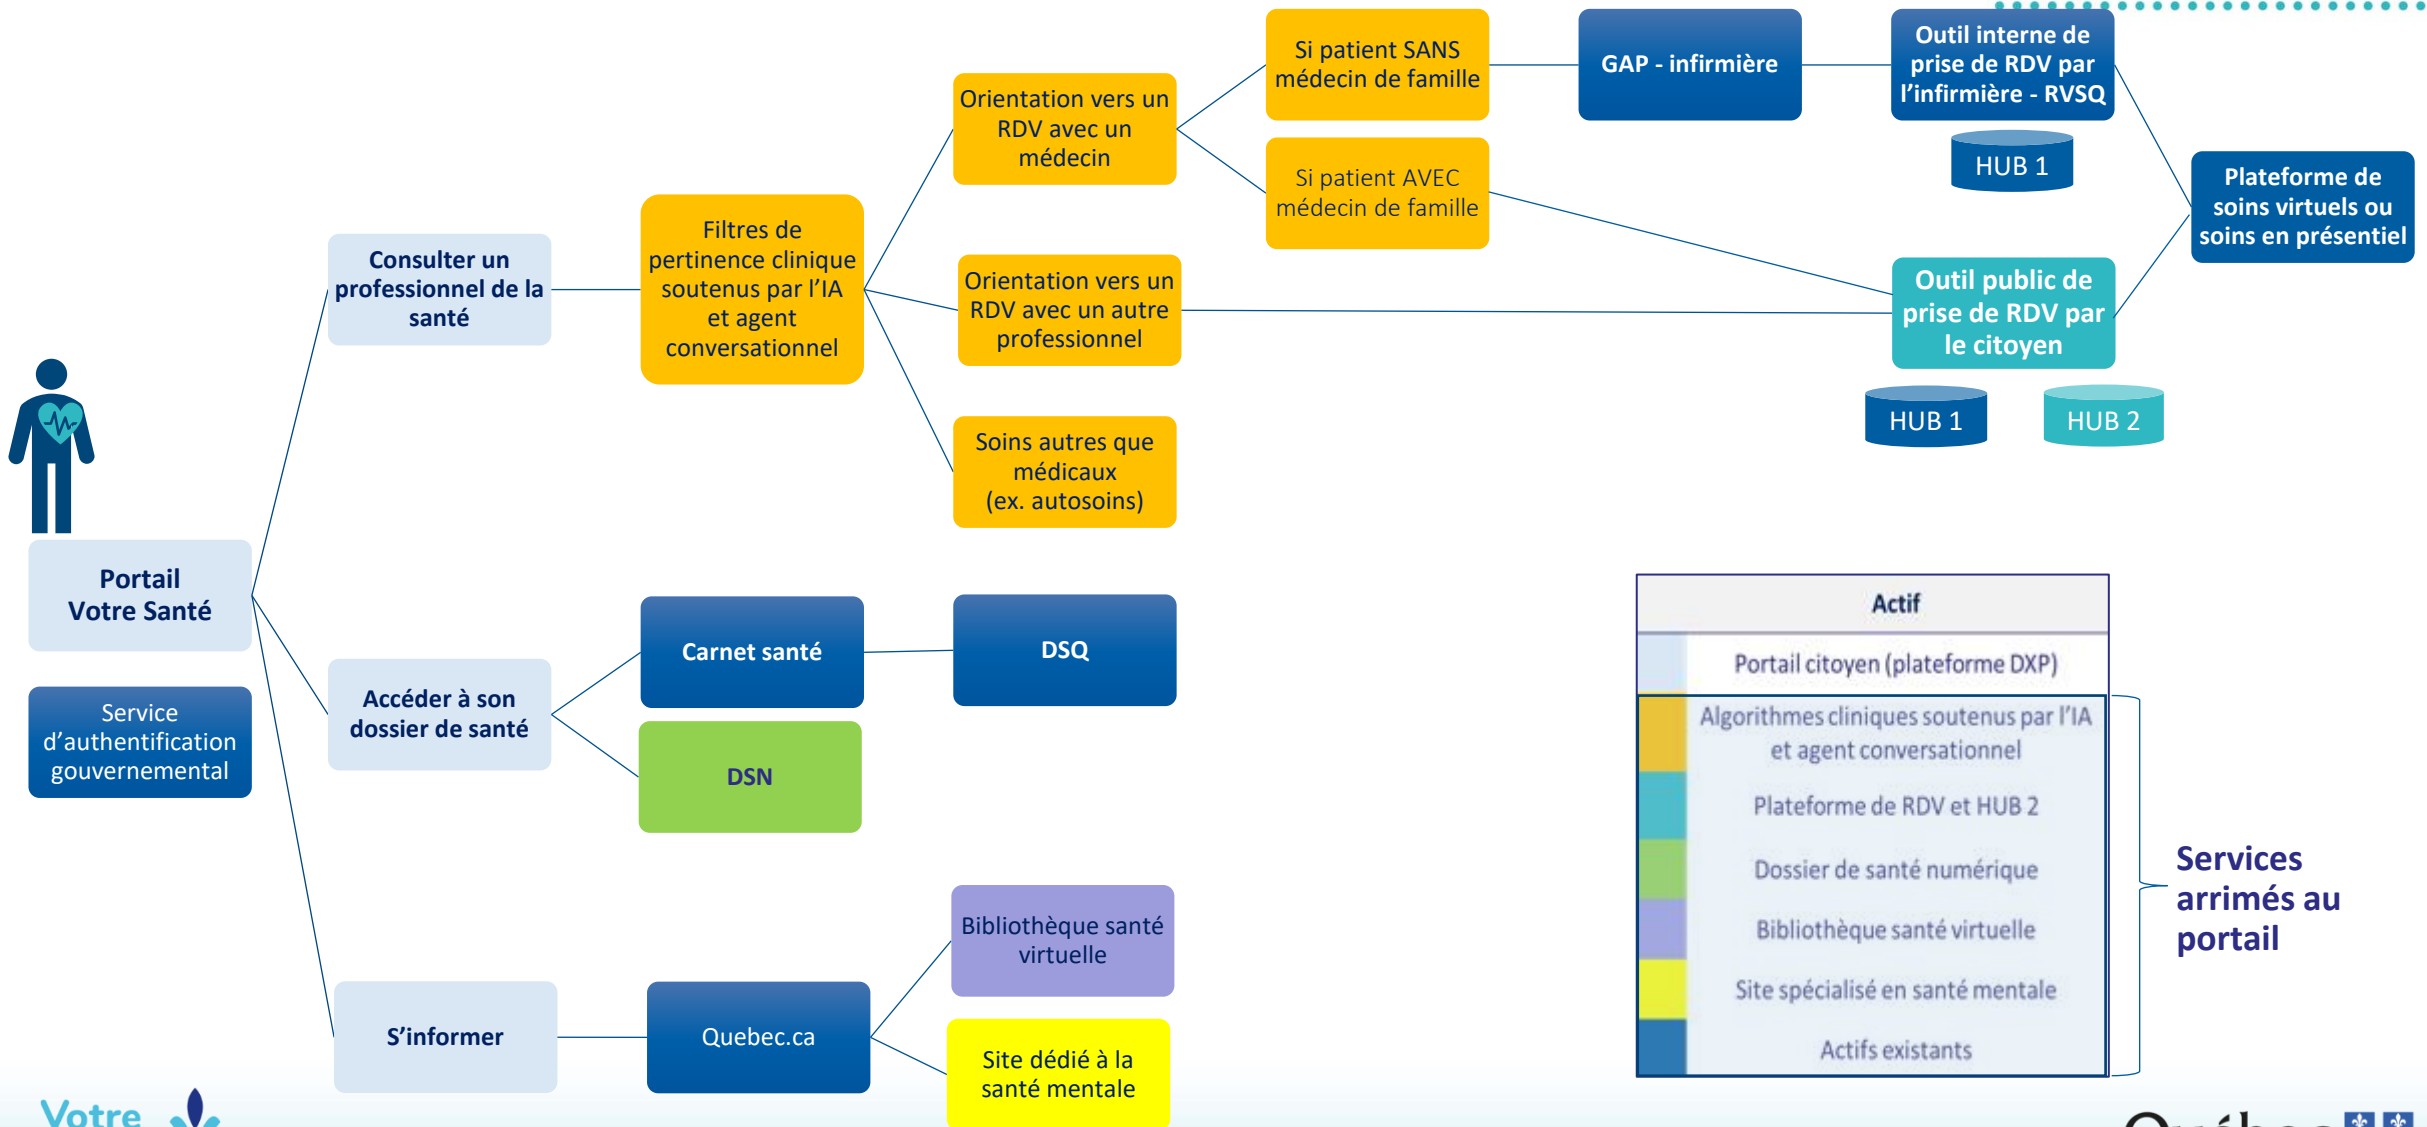 Portail
Votre Santé
Service
d'authentification
gouvernemental
Consulter un
professionnel de la
santé
Filtres de
pertinence clinique
soutenus par l'IA
et agent
conversationnel
Orientation vers un
RDV avec un
médecin
Si patient SANS
médecin de famille
GAP - infirmière
Outil interne de
prise de RDV par
l'infirmière - RVSQ
HUB 1
Si patient AVEC
médecin de famille
Plateforme de
soins virtuels ou
soins en présentiel
Orientation vers un
RDV avec un autre
professionnel
Outil public de
prise de RDV par
le citoyen
HUB 1
HUB 2
Soins autres que
médicaux
(ex. autosoins)
Accéder à son
dossier de santé
Carnet santé
DSQ
DSN
S'informer
Quebec.ca
Bibliothèque santé
virtuelle
Site dédié à la
santé mentale
Actif
Portail citoyen (plateforme DXP)
Algorithmes cliniques soutenus par l'IA
et agent conversationnel
Plateforme de RDV et HUB 2
Dossier de santé numérique
Bibliothèque santé virtuelle
Site spécialisé en santé mentale
Actifs existants
Services
arrimés au
portail
Votre
Québec